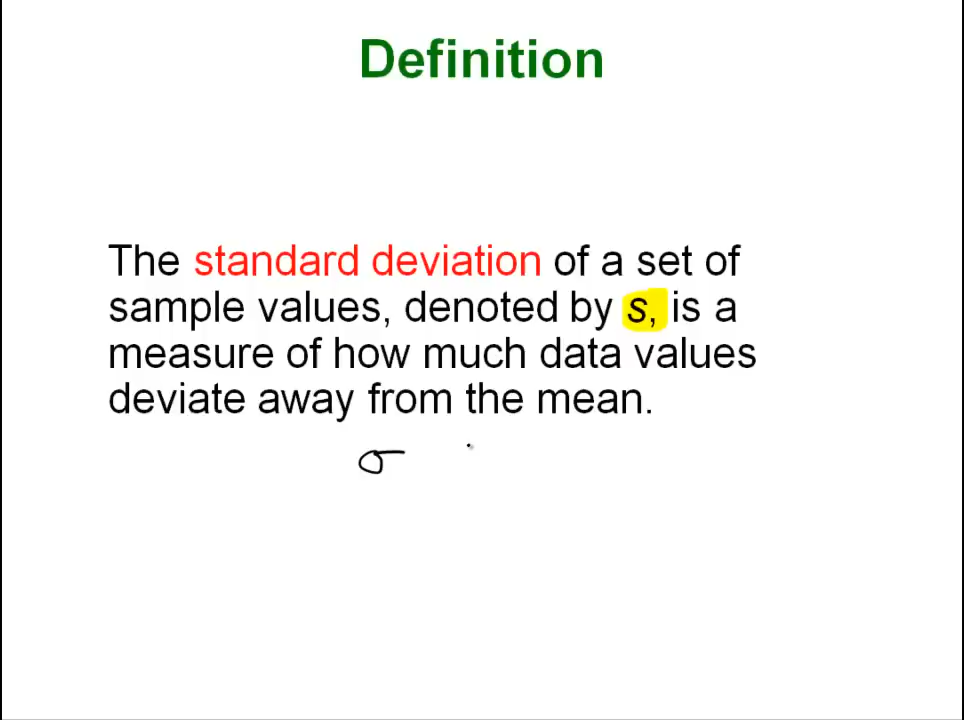 Definition
The standard deviation of a set of
sample values, denoted by s, is a
measure of how much data values
deviate away from the mean.
σ